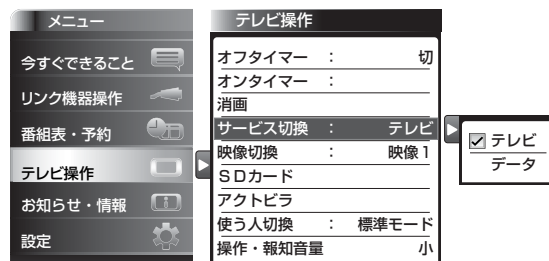 メニュー
今すぐできること
リンク機器操作
番組表・予約
テレビ操作
お知らせ・情報
設定
テレビ操作
オフタイマー : 切
オンタイマー :
消画
サービス切換 : テレビ
映像切換 : 映像1
SDカード
アクトビラ
使う人切換 : 標準モード
操作・報知音量 小
テレビ
データ